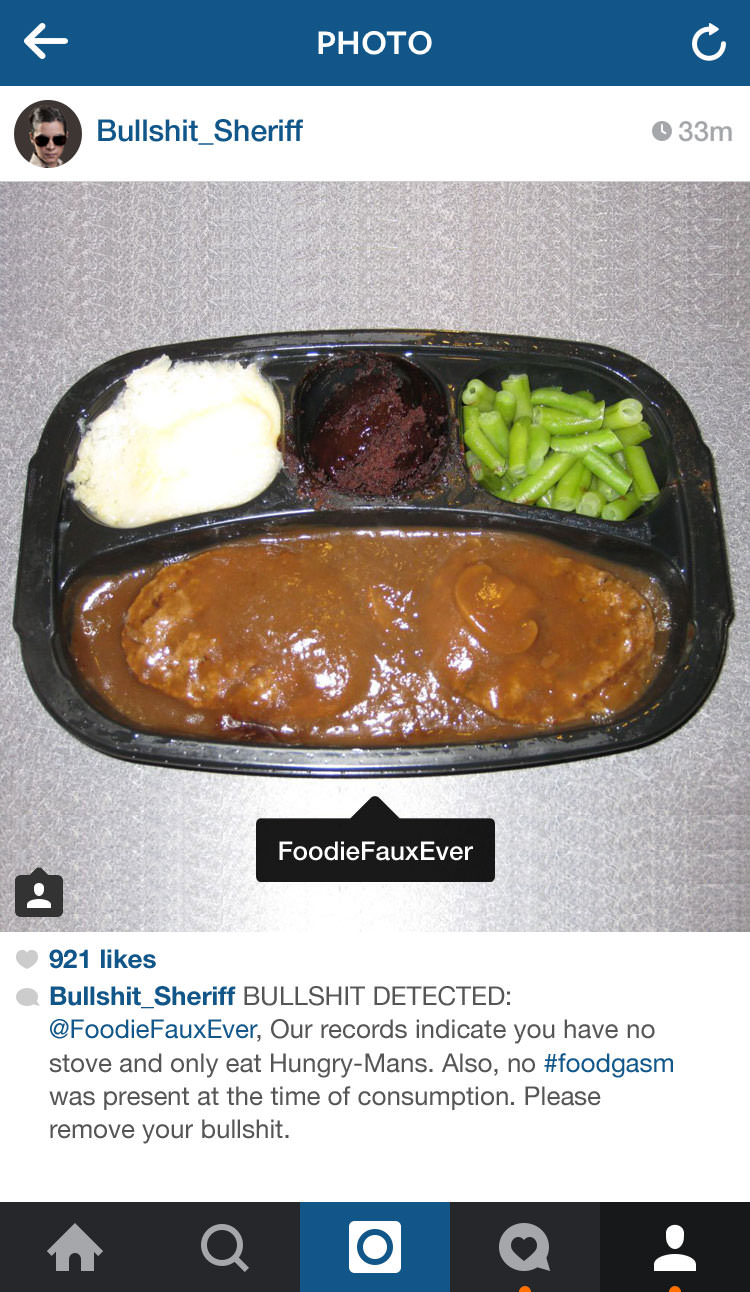 PHOTO
Bullshit_Sheriff
33m
FoodieFauxEver
921 likes
Bullshit_Sheriff BULLSHIT DETECTED:
@FoodieFauxEver, Our records indicate you have no
stove and only eat Hungry-Mans. Also, no #foodgasm
was present at the time of consumption. Please
remove your bullshit.